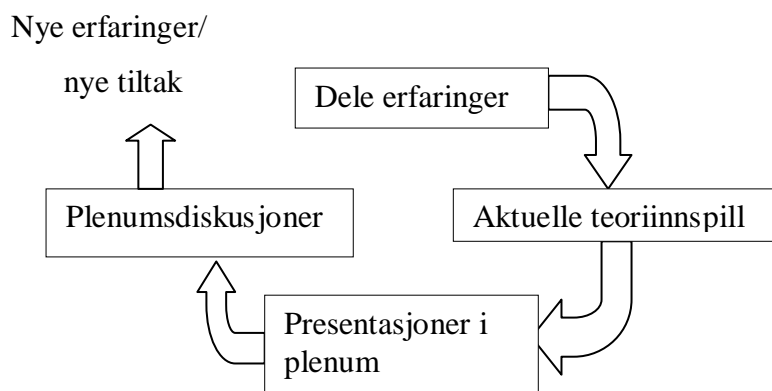 Nye erfaringer/
nye tiltak
Dele erfaringer
Plenumsdiskusjoner
Aktuelle teoriinnspill
Presentasjoner i
plenum